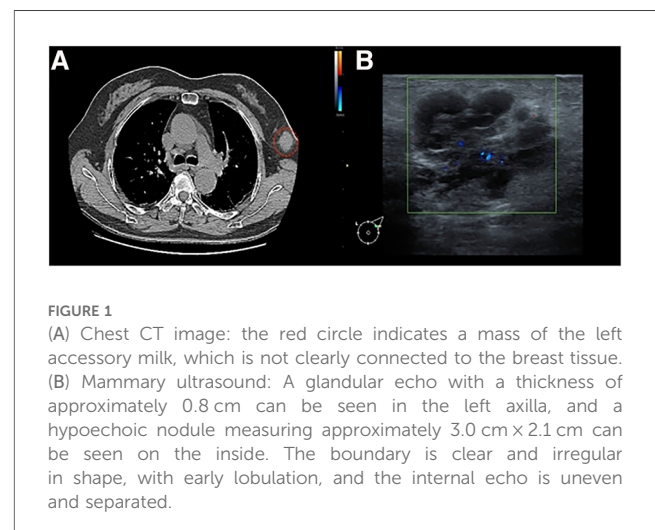 A
B
FIGURE 1
(A) Chest CT image: the red circle indicates a mass of the left
accessory milk, which is not clearly connected to the breast tissue.
(B) Mammary ultrasound: A glandular echo with a thickness of
approximately 0.8 cm can be seen in the left axilla, and a
hypoechoic nodule measuring approximately 3.0 cm × 2.1 cm can
be seen on the inside. The boundary is clear and irregular
in shape, with early lobulation, and the internal echo is uneven
and separated.